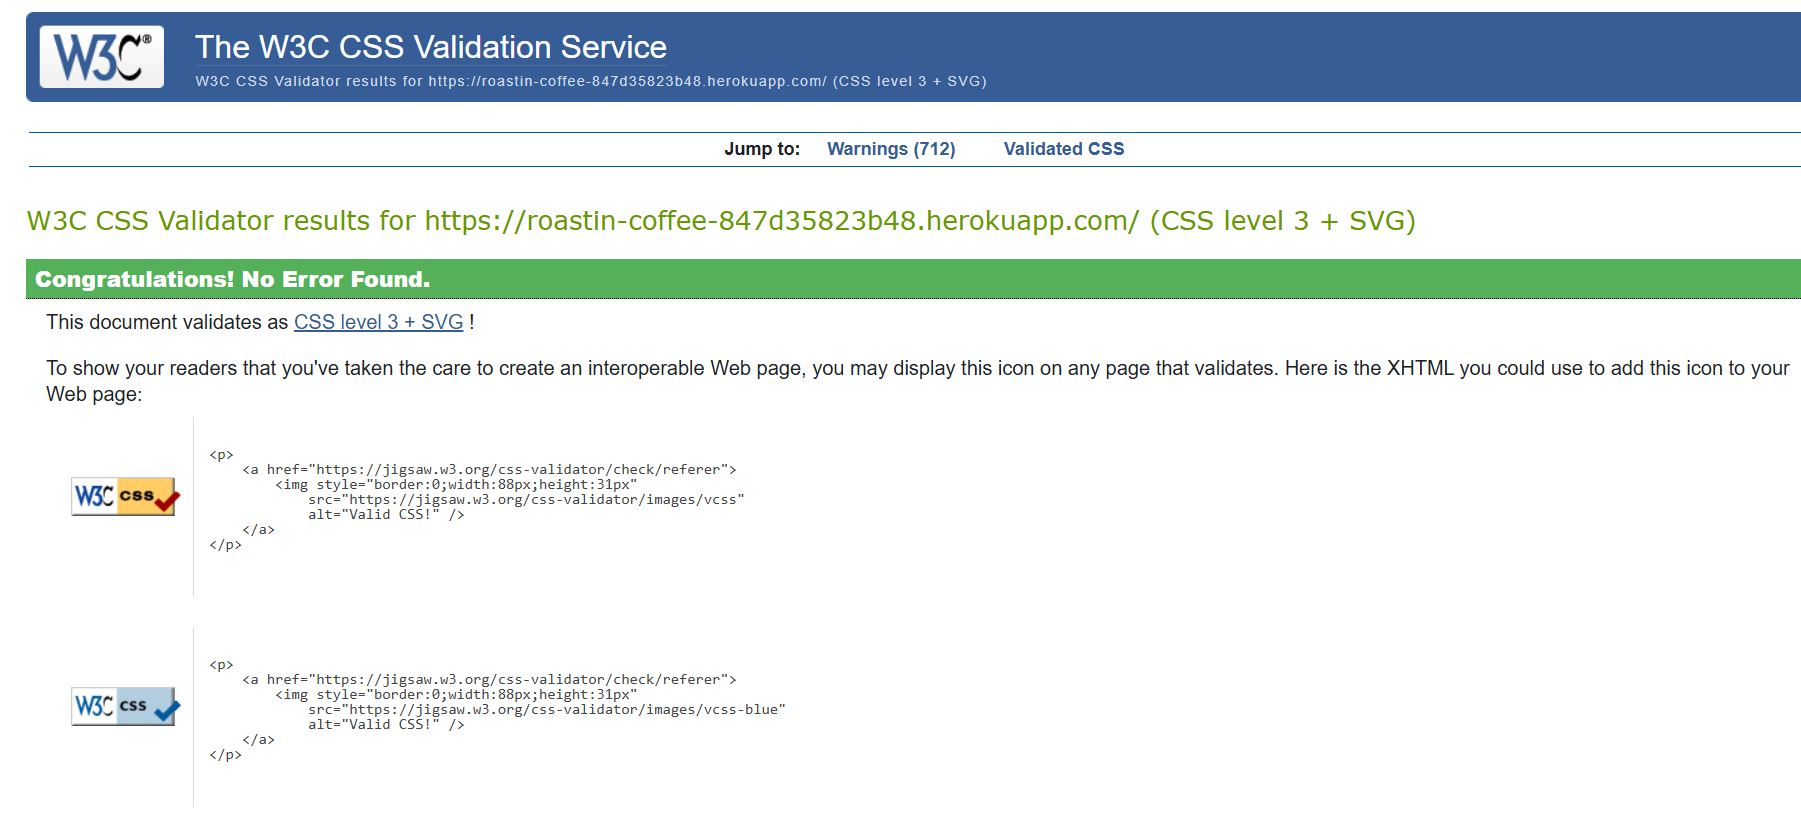 W3C®
The W3C CSS Validation Service
W3C CSS Validator results for https://roastin-coffee-847d35823b48.herokuapp.com/ (CSS level 3 + SVG)
Jump to: Warnings (712) Validated CSS
W3C CSS Validator results for https://roastin-coffee-847d35823b48.herokuapp.com/ (CSS level 3 + SVG)
Congratulations! No Error Found.
This document validates as CSS level 3 + SVG !
To show your readers that you've taken the care to create an interoperable Web page, you may display this icon on any page that validates. Here is the XHTML you could use to add this icon to your
Web page:
W3C css
<p>
    <a href="https://jigsaw.w3.org/css-validator/check/referer">
        <img style="border:0;width:88px;height:31px"
            src="https://jigsaw.w3.org/css-validator/images/vcss"
            alt="Valid CSS!" />
    </a>
</p>
W3C css
<p>
    <a href="https://jigsaw.w3.org/css-validator/check/referer">
        <img style="border:0;width:88px;height:31px"
            src="https://jigsaw.w3.org/css-validator/images/vcss-blue"
            alt="Valid CSS!" />
    </a>
</p>